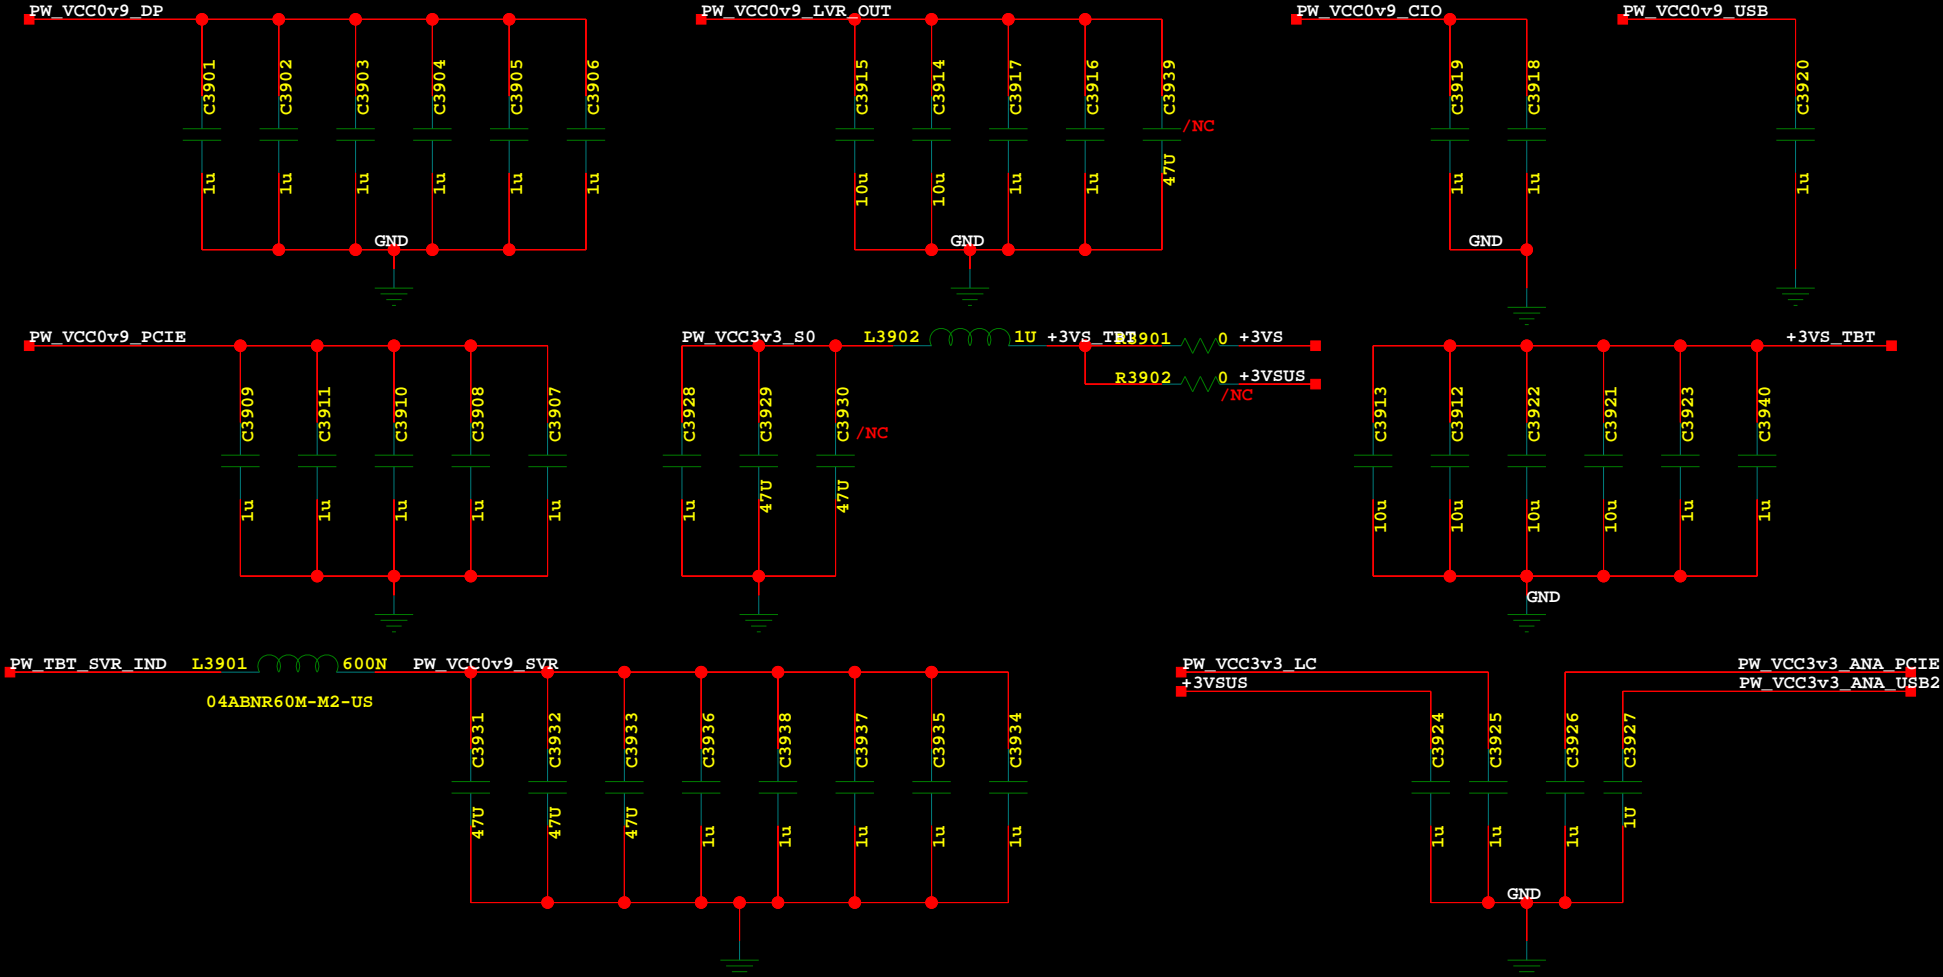 PW_VCC0v9_DP
C3901
C3902
C3903
C3904
C3905
C3906
1u
1u
1u
1u
1u
1u
GND
PW_VCC0v9_LVR_OUT
C3915
C3914
C3917
C3916
C3939
/NC
10u
10u
1u
1u
47U
GND
PW_VCC0v9_CIO
C3919
C3918
1u
1u
GND
PW_VCC0v9_USB
C3920
1u
PW_VCC0v9_PCIE
C3909
C3911
C3910
C3908
C3907
1u
1u
1u
1u
1u
PW_VCC3v3_S0
L3902
1U
+3VS_TBT
R3901
0
+3VS
R3902
0
+3VSUS
/NC
C3928
C3929
C3930
/NC
1u
47U
47U
+3VS_TBT
C3913
C3912
C3922
C3921
C3923
C3940
10u
10u
10u
10u
1u
1u
GND
PW_TBT_SVR_IND
L3901
600N
PW_VCC0v9_SVR
04ABNR60M-M2-US
C3931
C3932
C3933
C3936
C3938
C3937
C3935
C3934
47U
47U
47U
1u
1u
1u
1u
1u
PW_VCC3v3_LC
+3VSUS
PW_VCC3v3_ANA_PCIE
PW_VCC3v3_ANA_USB2
C3924
C3925
C3926
C3927
1u
1u
1u
1U
GND